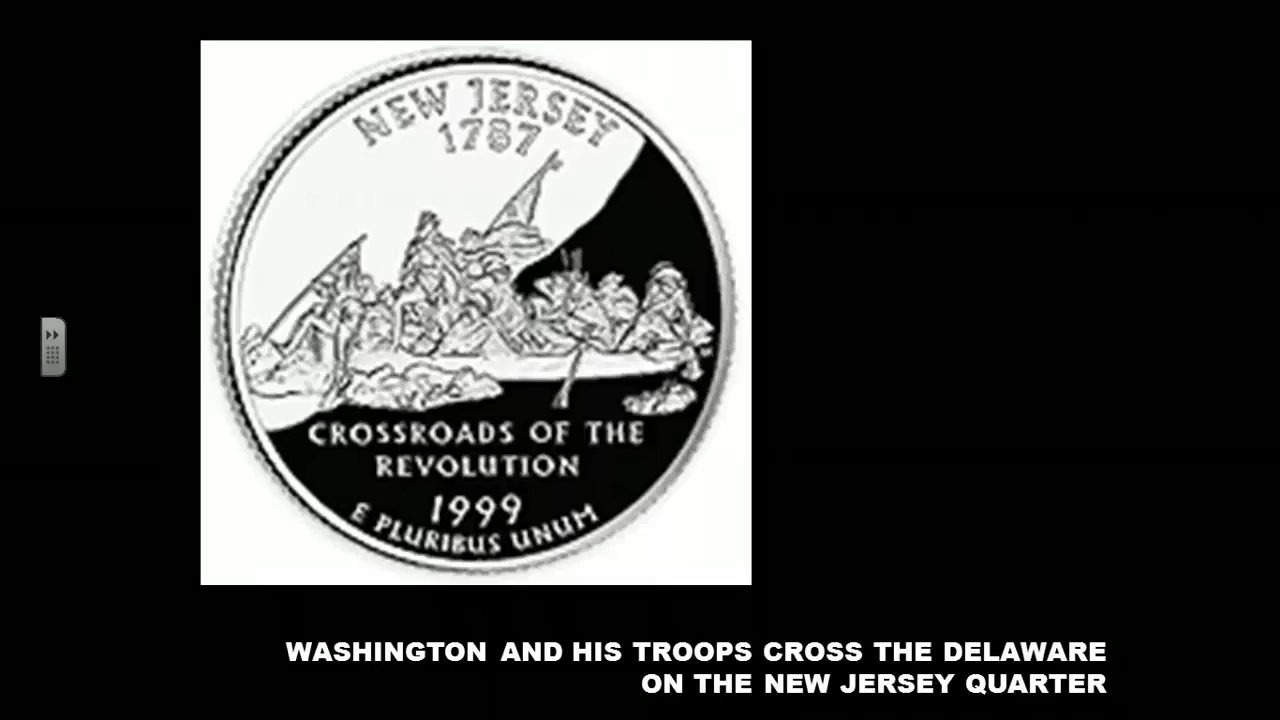 NEW JERSEY
1787
CROSSROADS OF THE
REVOLUTION
1999
E PLURIBUS UNUM
WASHINGTON AND HIS TROOPS CROSS THE DELAWARE
ON THE NEW JERSEY QUARTER